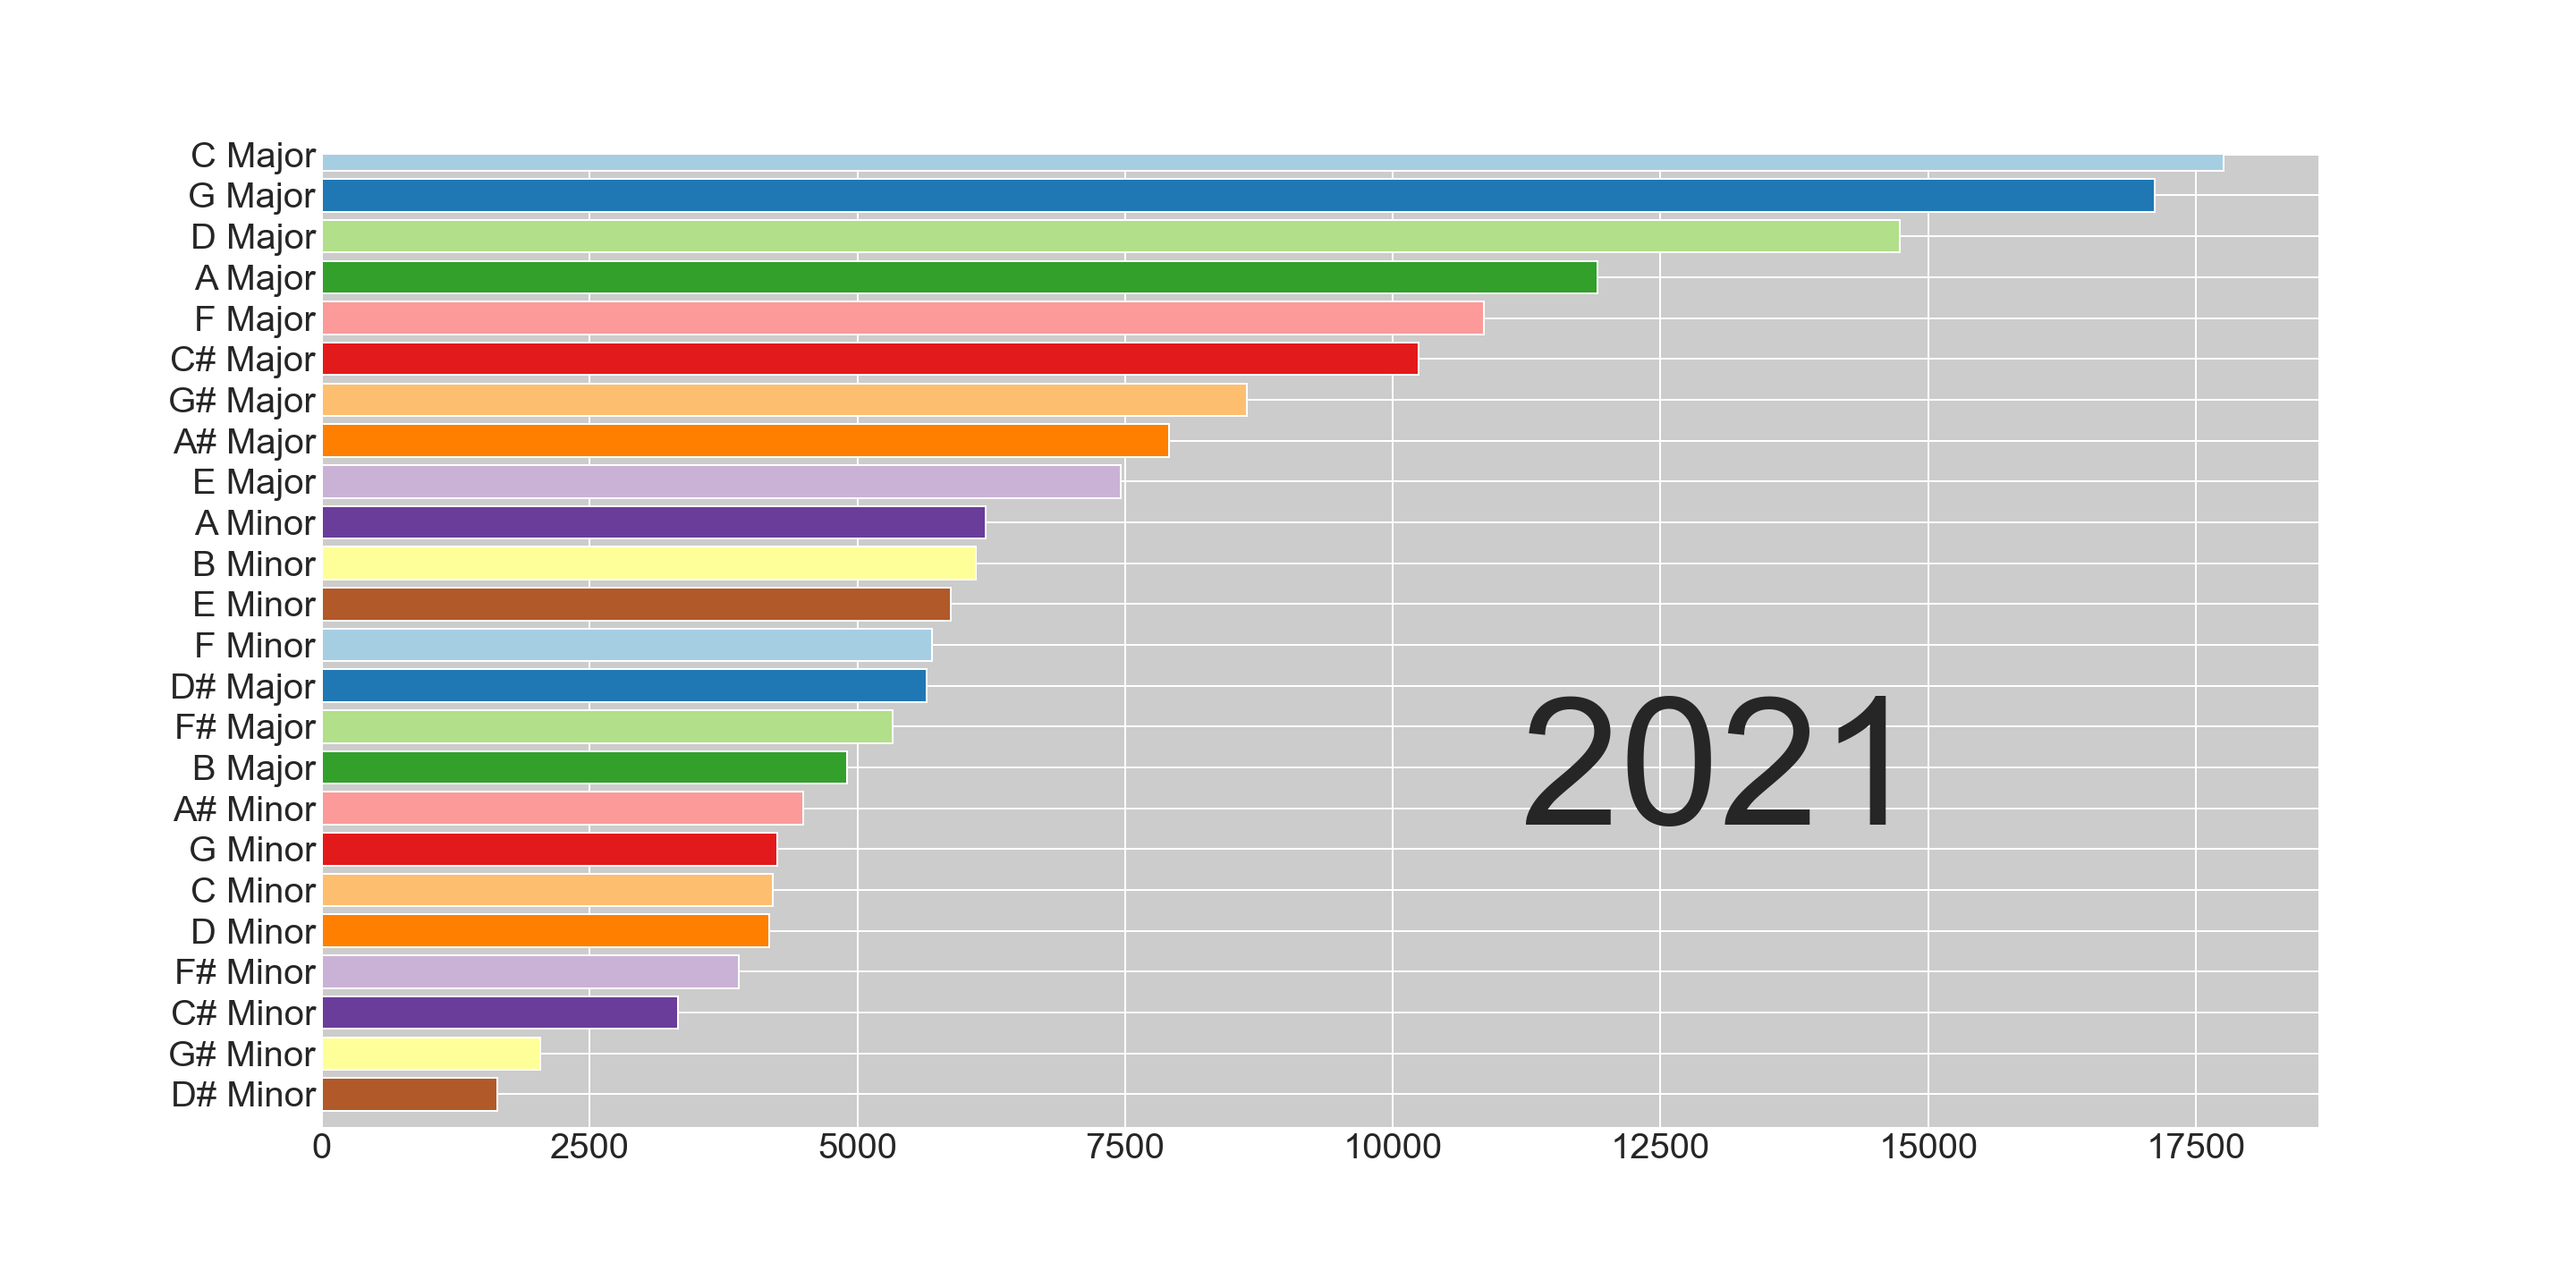 C Major
G Major
D Major
A Major
F Major
C# Major
G# Major
A# Major
E Major
A Minor
B Minor
E Minor
F Minor
D# Major
F# Major
B Major
A# Minor
G Minor
C Minor
D Minor
F# Minor
C# Minor
G# Minor
D# Minor
2021
0 2500 5000 7500 10000 12500 15000 17500